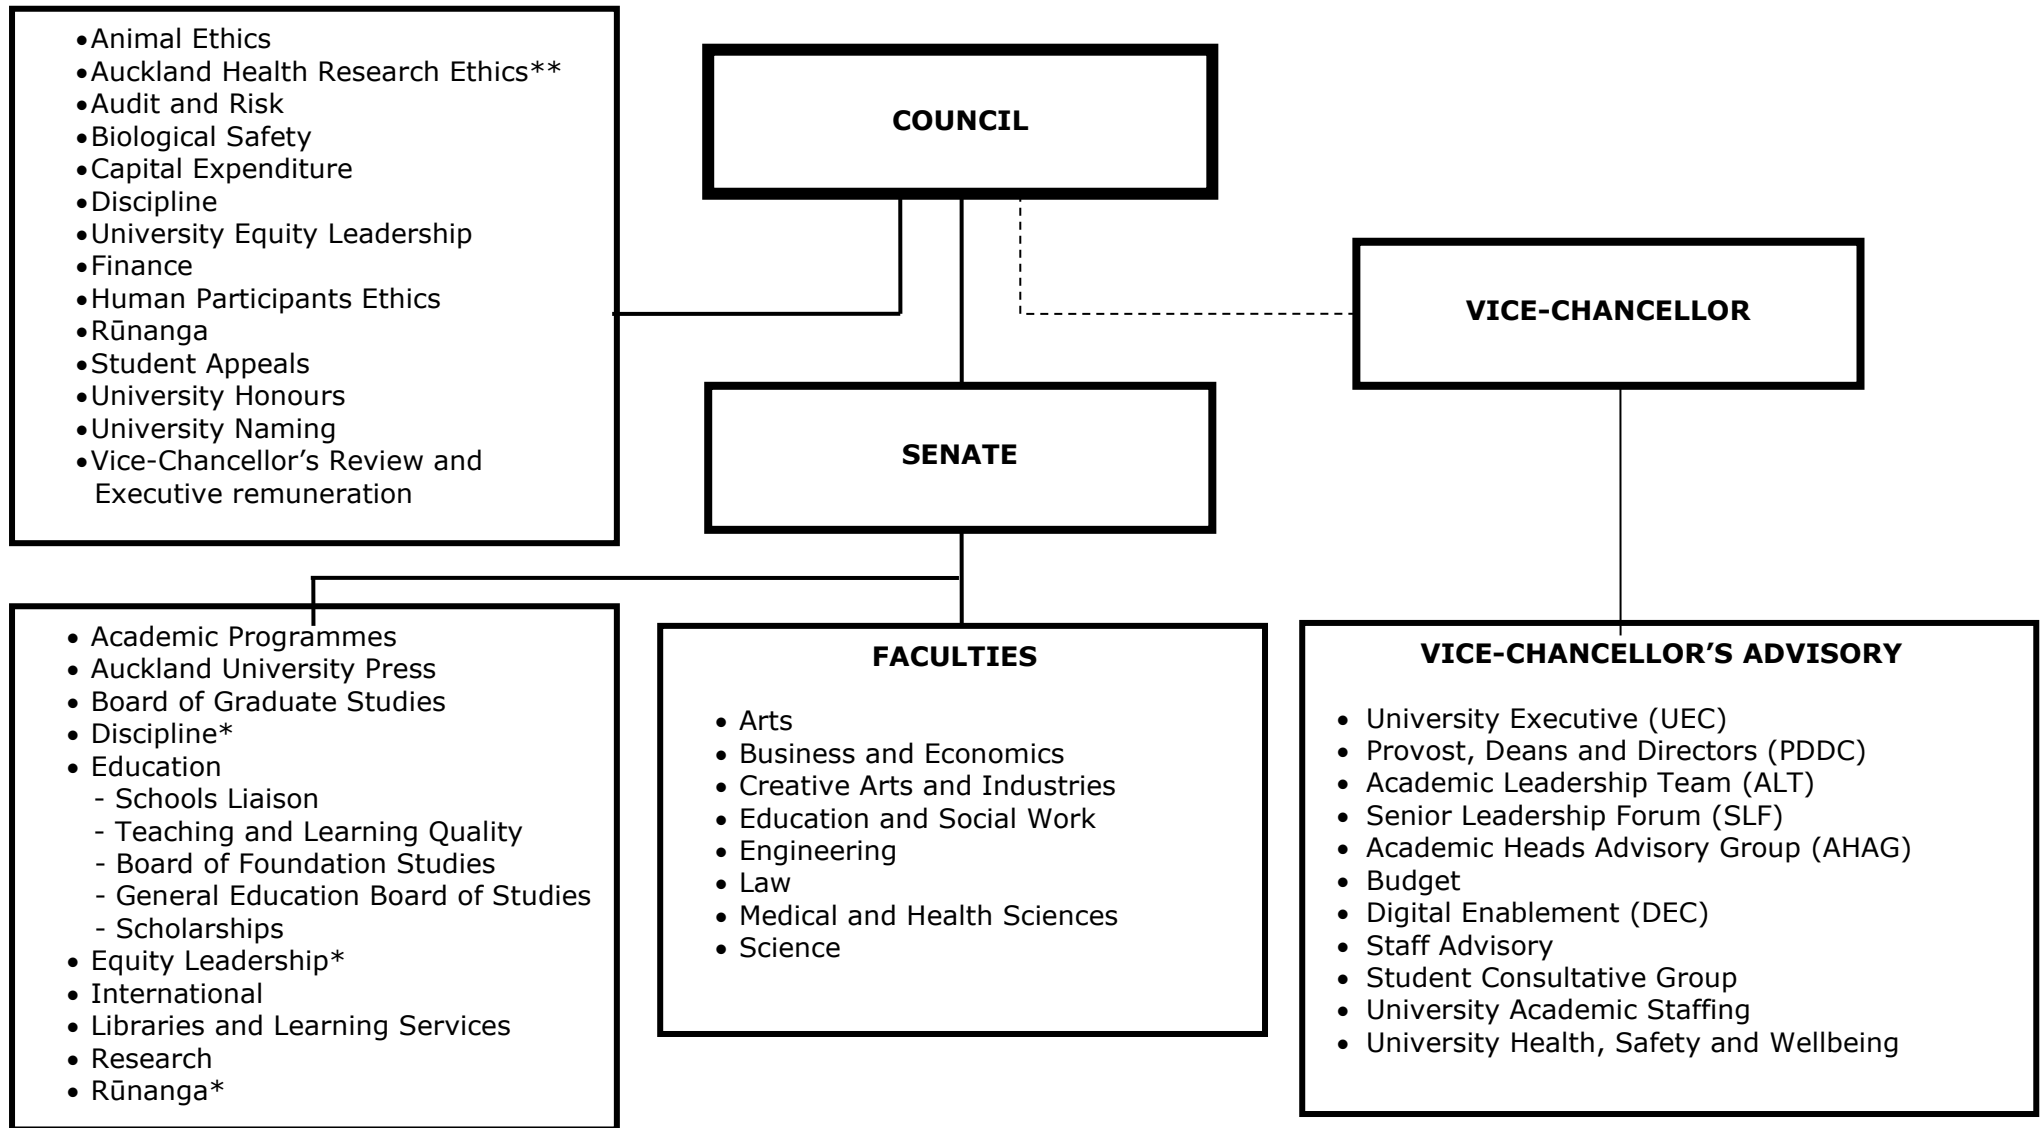 •Animal Ethics
•Auckland Health Research Ethics**
•Audit and Risk
•Biological Safety
•Capital Expenditure
•Discipline
•University Equity Leadership
•Finance
•Human Participants Ethics
•Rūnanga
•Student Appeals
•University Honours
•University Naming
•Vice-Chancellor’s Review and
Executive remuneration
COUNCIL
VICE-CHANCELLOR
SENATE
• Academic Programmes
• Auckland University Press
• Board of Graduate Studies
• Discipline*
• Education
- Schools Liaison
- Teaching and Learning Quality
- Board of Foundation Studies
- General Education Board of Studies
- Scholarships
• Equity Leadership*
• International
• Libraries and Learning Services
• Research
• Rūnanga*
FACULTIES
• Arts
• Business and Economics
• Creative Arts and Industries
• Education and Social Work
• Engineering
• Law
• Medical and Health Sciences
• Science
VICE-CHANCELLOR’S ADVISORY
• University Executive (UEC)
• Provost, Deans and Directors (PDDC)
• Academic Leadership Team (ALT)
• Senior Leadership Forum (SLF)
• Academic Heads Advisory Group (AHAG)
• Budget
• Digital Enablement (DEC)
• Staff Advisory
• Student Consultative Group
• University Academic Staffing
• University Health, Safety and Wellbeing